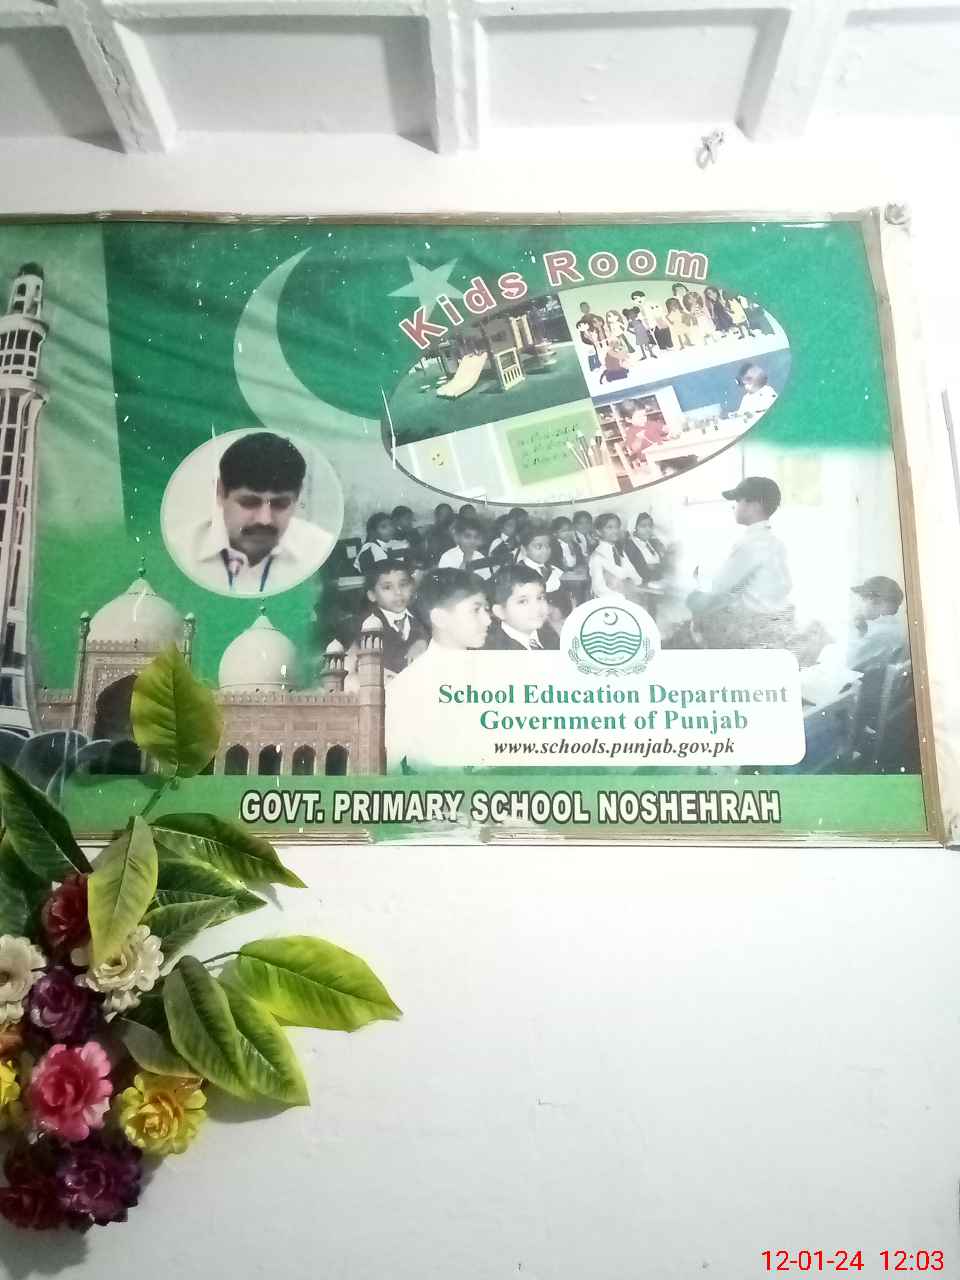 Kids Room
School Education Department
Government of Punjab
www.schools.punjab.gov.pk
GOVT. PRIMARY SCHOOL NOSHEHRAH
12-01-24 12:03